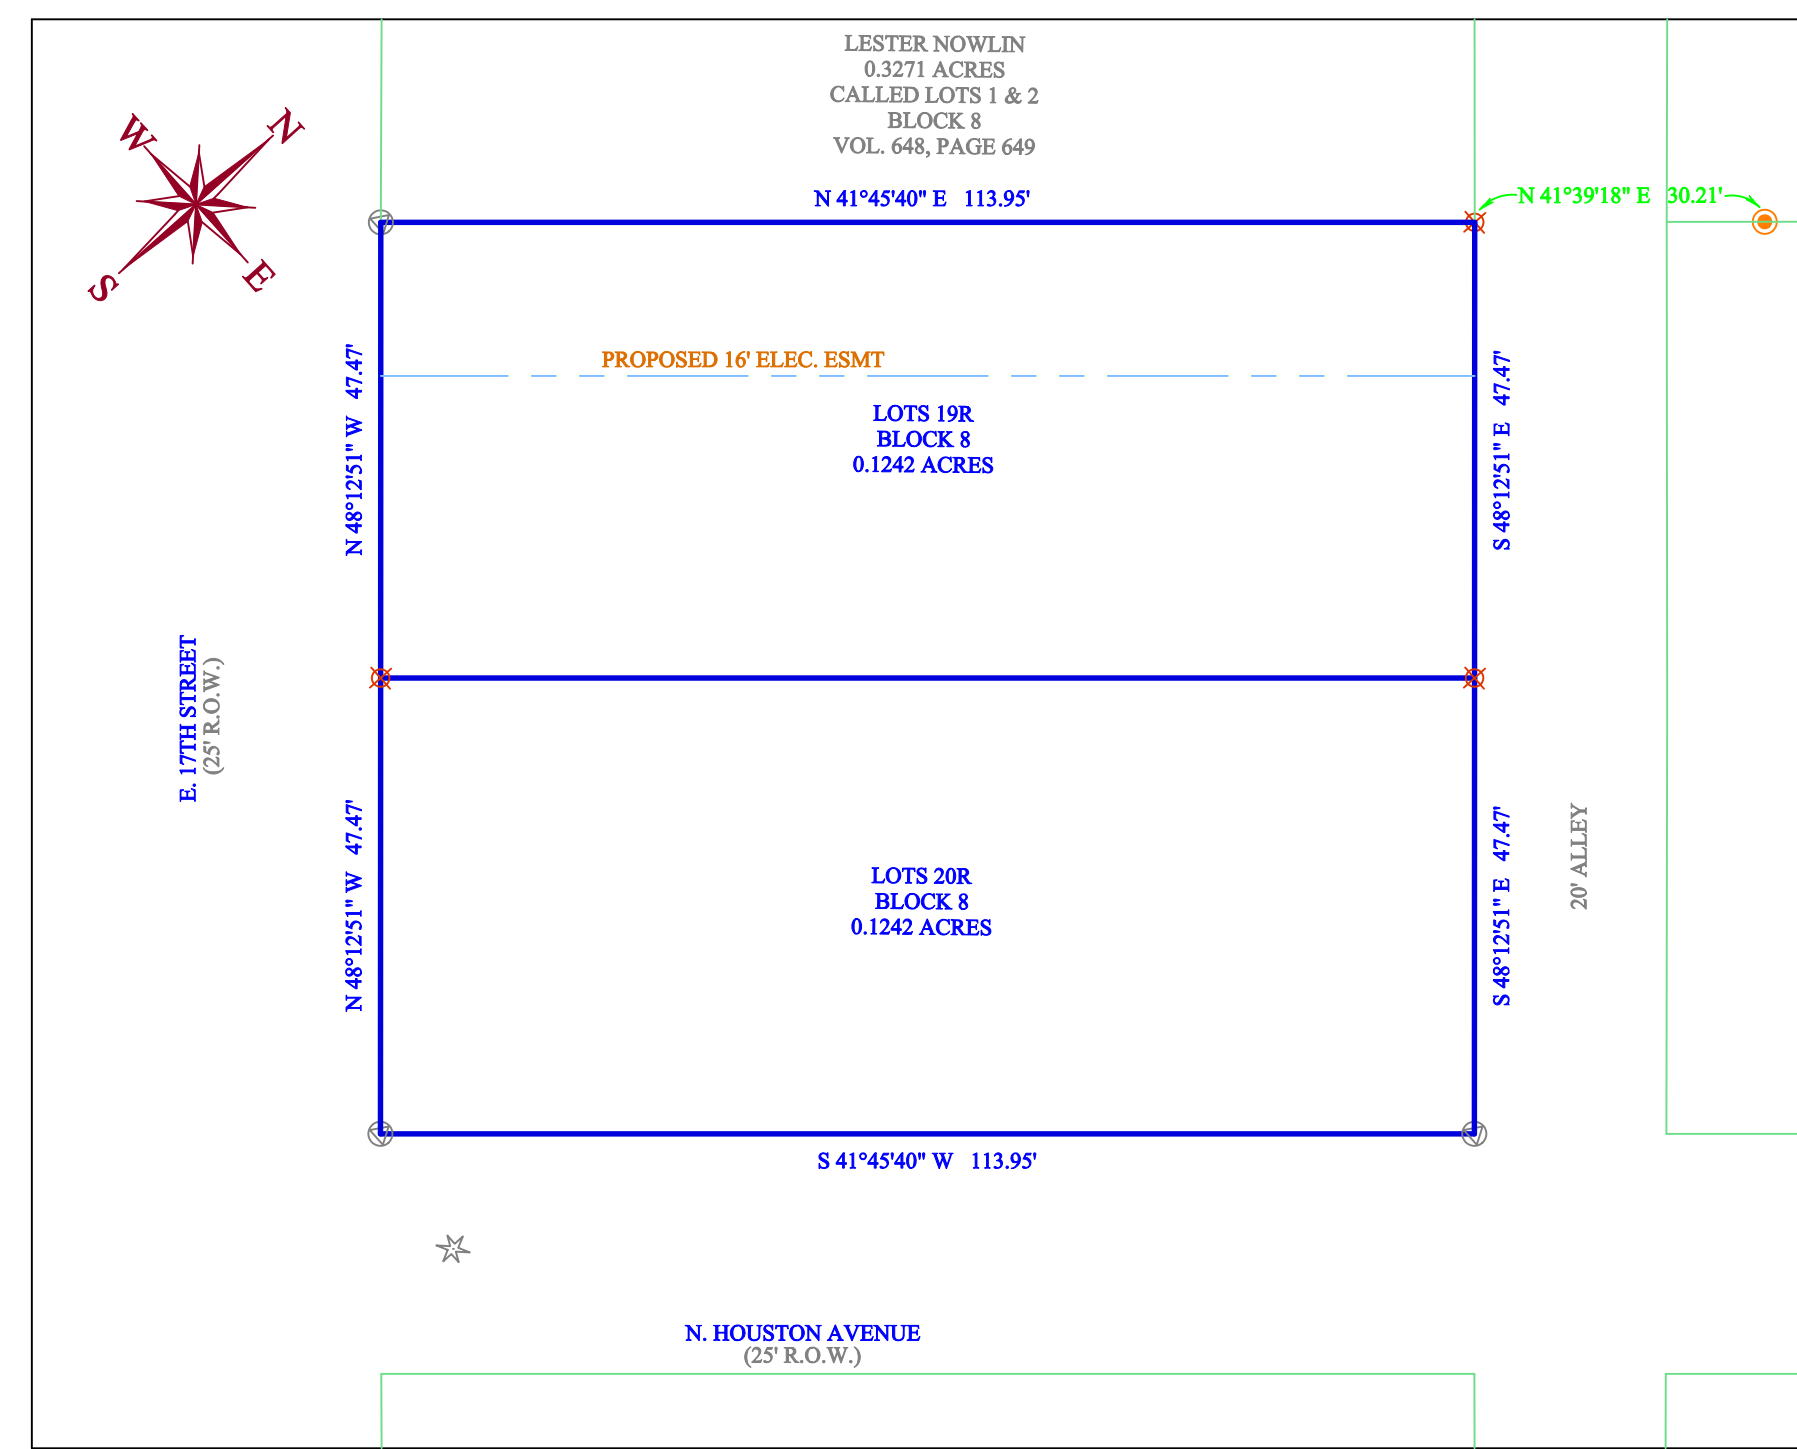 LESTER NOWLIN
0.3271 ACRES
CALLED LOTS 1 & 2
BLOCK 8
VOL. 648, PAGE 649
W
N
S
E
N 41°45'40" E 113.95'
N 41°39'18" E 30.21'
PROPOSED 16' ELEC. ESMT
N 48°12'51" W 47.47'
S 48°12'51" E 47.47'
LOTS 19R
BLOCK 8
0.1242 ACRES
E. 17TH STREET
(25' R.O.W.)
N 48°12'51" W 47.47'
S 48°12'51" E 47.47'
20' ALLEY
LOTS 20R
BLOCK 8
0.1242 ACRES
S 41°45'40" W 113.95'
N. HOUSTON AVENUE
(25' R.O.W.)